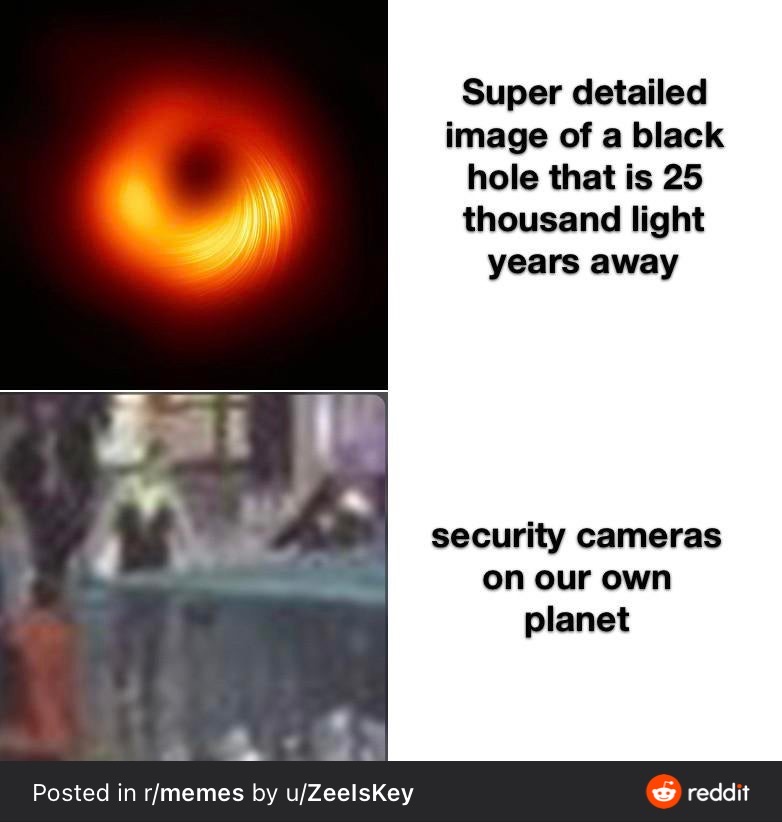 Super detailed
image of a black
hole that is 25
thousand light
years away
security cameras
on our own
planet
Posted in r/memes by u/ZeelsKey
reddit